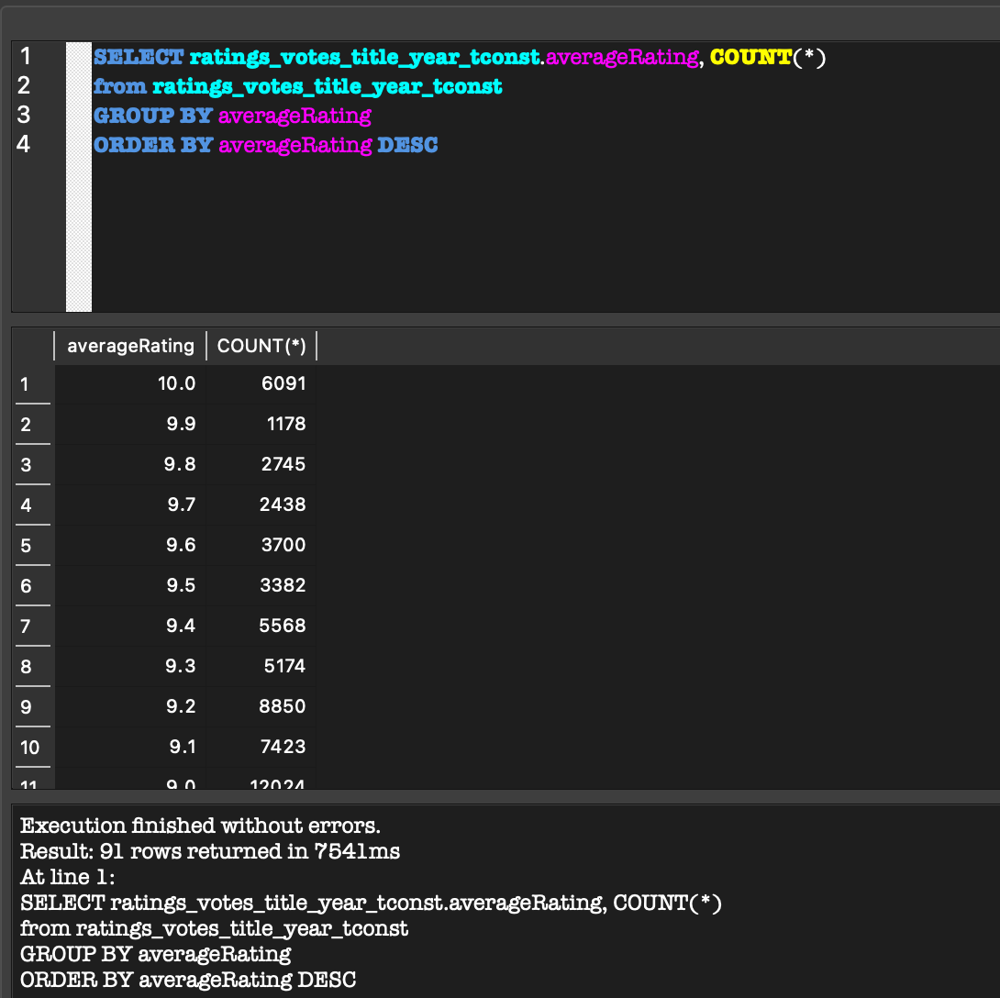 1 SELECT ratings_votes_title_year_tconst.averageRating, COUNT(*)
2 from ratings_votes_title_year_tconst
3 GROUP BY averageRating
4 ORDER BY averageRating DESC
averageRating COUNT(*)
1 10.0 6091
2 9.9 1178
3 9.8 2745
4 9.7 2438
5 9.6 3700
6 9.5 3382
7 9.4 5568
8 9.3 5174
9 9.2 8850
10 9.1 7423
11 9.0 12024
Execution finished without errors.
Result: 91 rows returned in 7541ms
At line 1:
SELECT ratings_votes_title_year_tconst.averageRating, COUNT(*)
from ratings_votes_title_year_tconst
GROUP BY averageRating
ORDER BY averageRating DESC